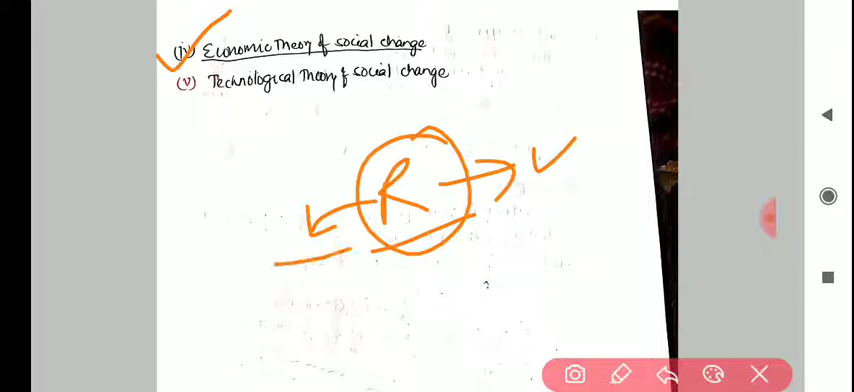 (iv) Economic Theory of social change
(v) Technological Theory of social change
R